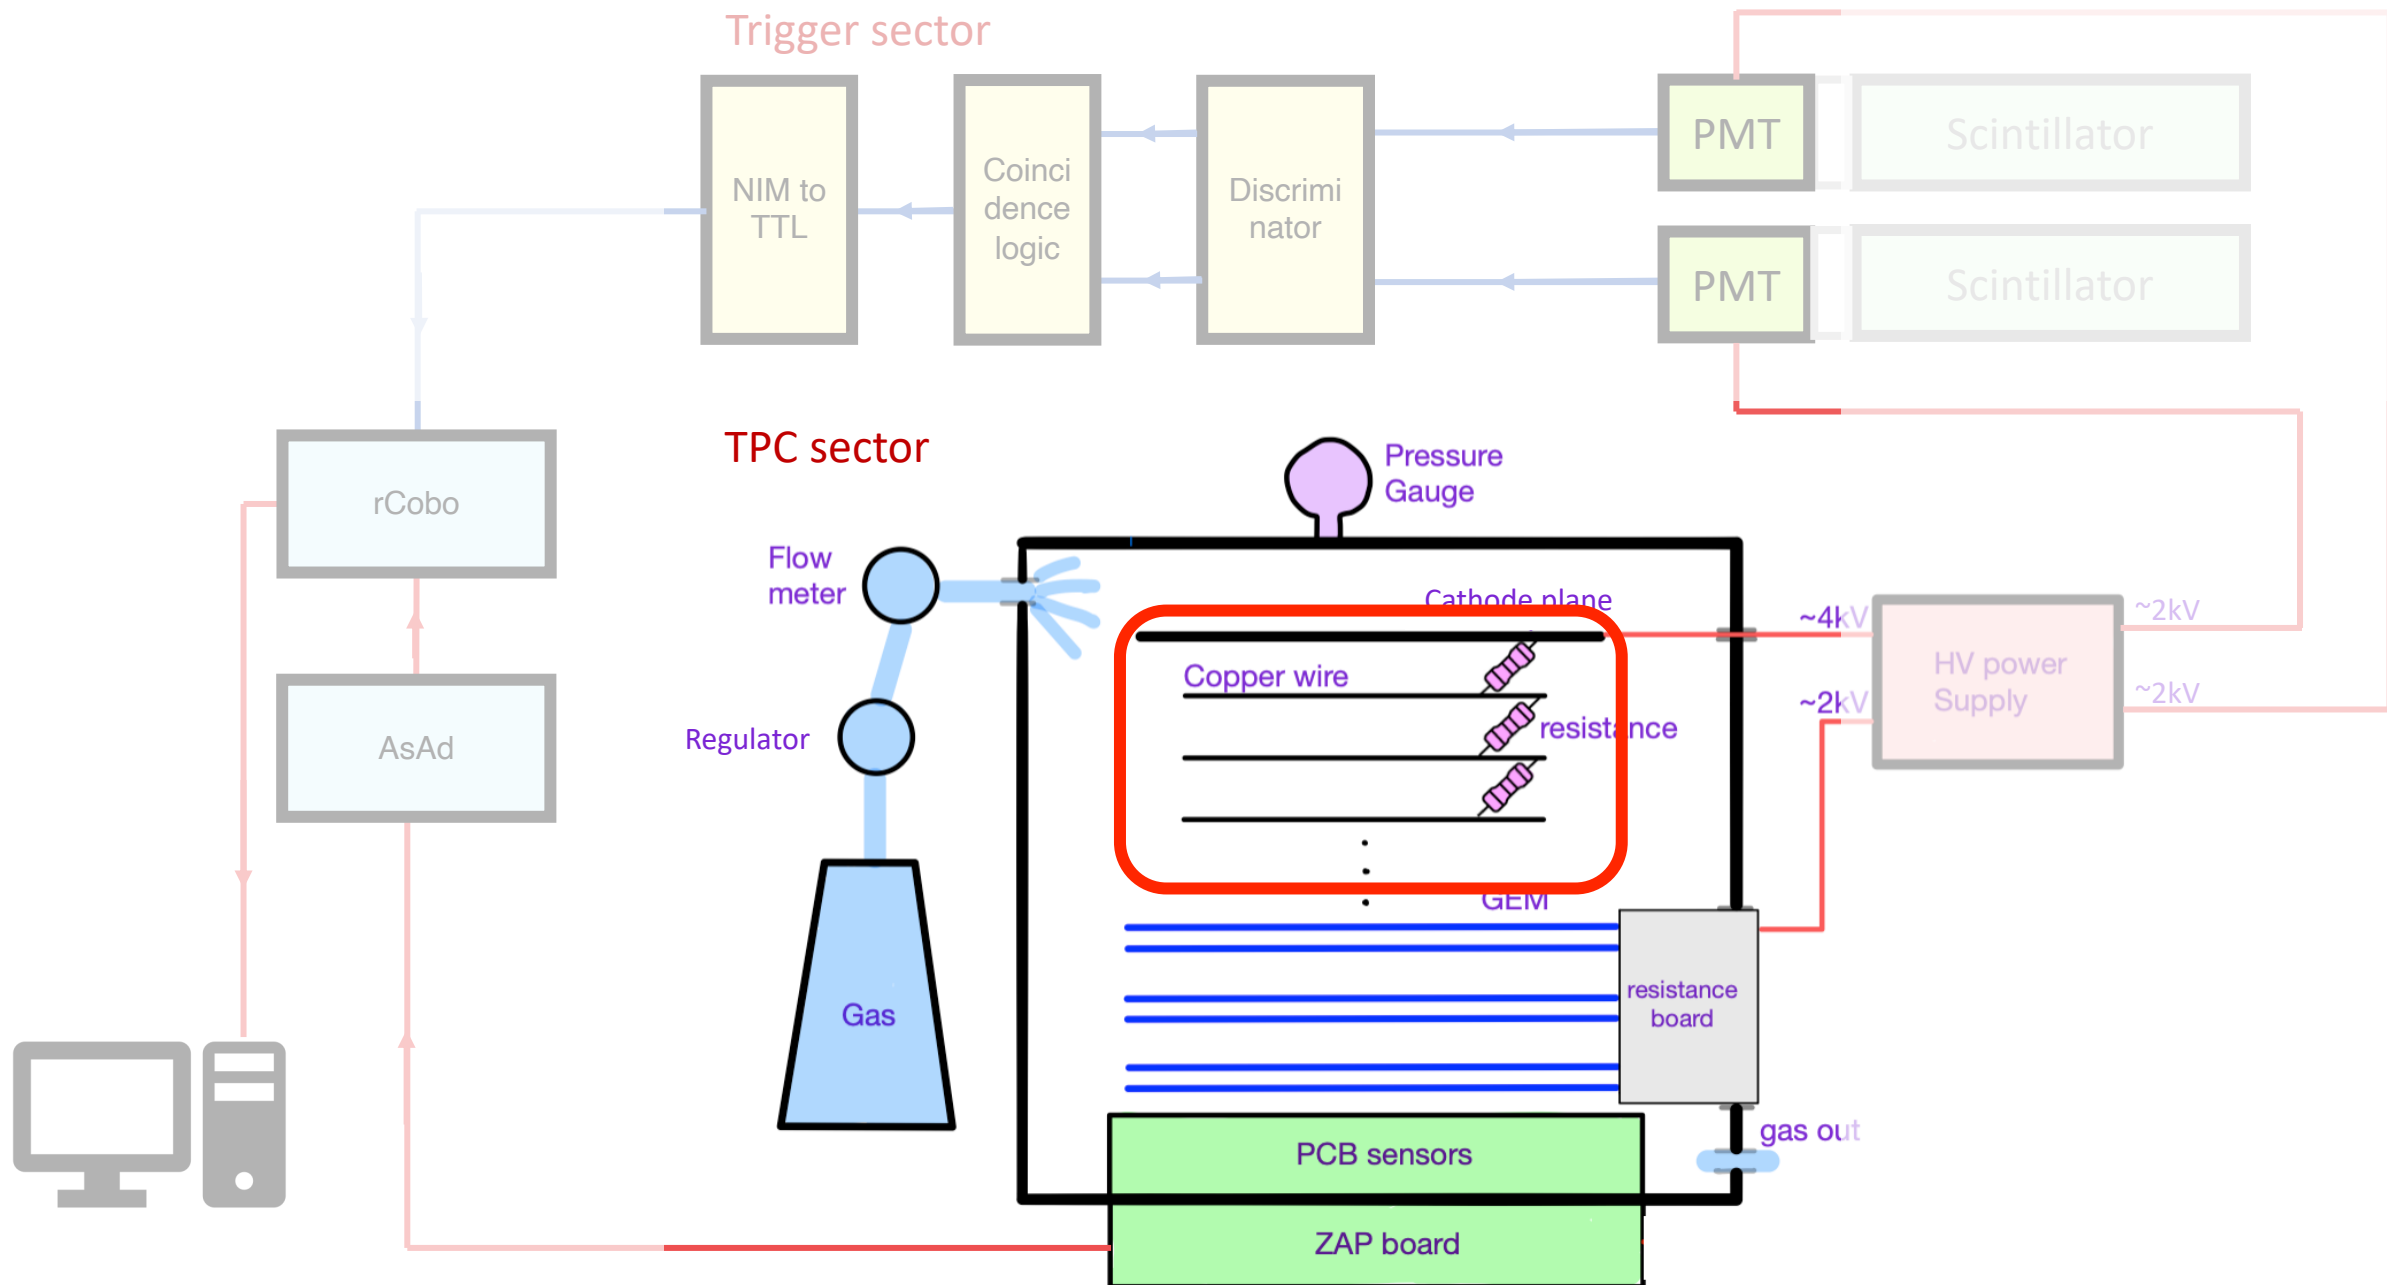 Trigger sector
NIM to
TTL
Coinci
dence
logic
Discrimi
nator
PMT
Scintillator
PMT
Scintillator
rCobo
AsAd
TPC sector
Pressure
Gauge
Flow
meter
Regulator
Gas
Cathode plane
Copper wire
resistance
GEM
resistance
board
~4kV
~2kV
HV power
Supply
~2kV
~2kV
gas out
PCB sensors
ZAP board